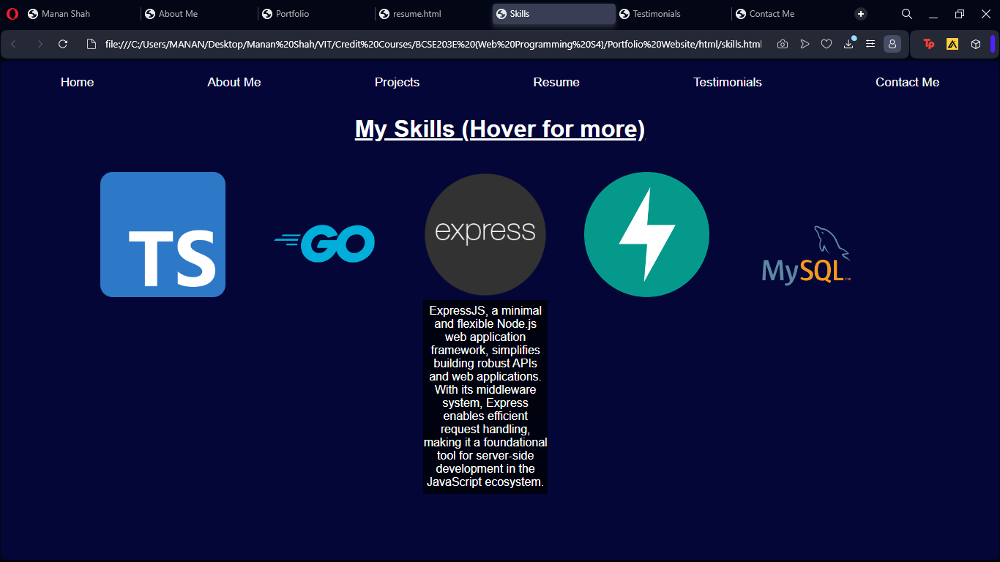 Manan Shah
About Me
Portfolio
resume.html
Skills
Testimonials
Contact Me
file:///C:/Users/MANAN/Desktop/Manan%20Shah/VIT/Credit%20Courses/BCSE203E%20(Web%20Programming%20S4)/Portfolio%20Website/html/skills.html
Tp
Home
About Me
Projects
Resume
Testimonials
Contact Me
My Skills (Hover for more)
TS
GO
express
MySQL™
ExpressJS, a minimal
and flexible Node.js
web application
framework, simplifies
building robust APIs
and web applications.
With its middleware
system, Express
enables efficient
request handling,
making it a foundational
tool for server-side
development in the
JavaScript ecosystem.